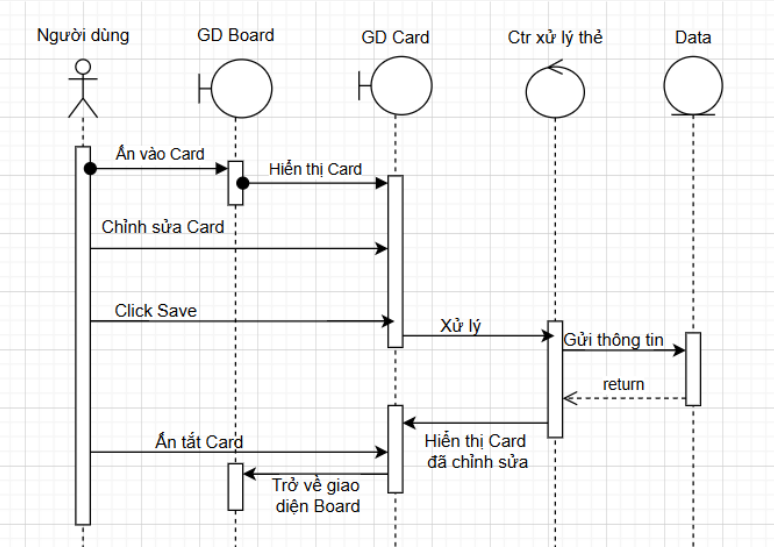 Người dùng
GD Board
GD Card
Ctr xử lý thẻ
Data
Ấn vào Card
Hiển thị Card
Chỉnh sửa Card
Click Save
Xử lý
Gửi thông tin
return
Hiển thị Card
đã chỉnh sửa
Ấn tắt Card
Trở về giao
diện Board